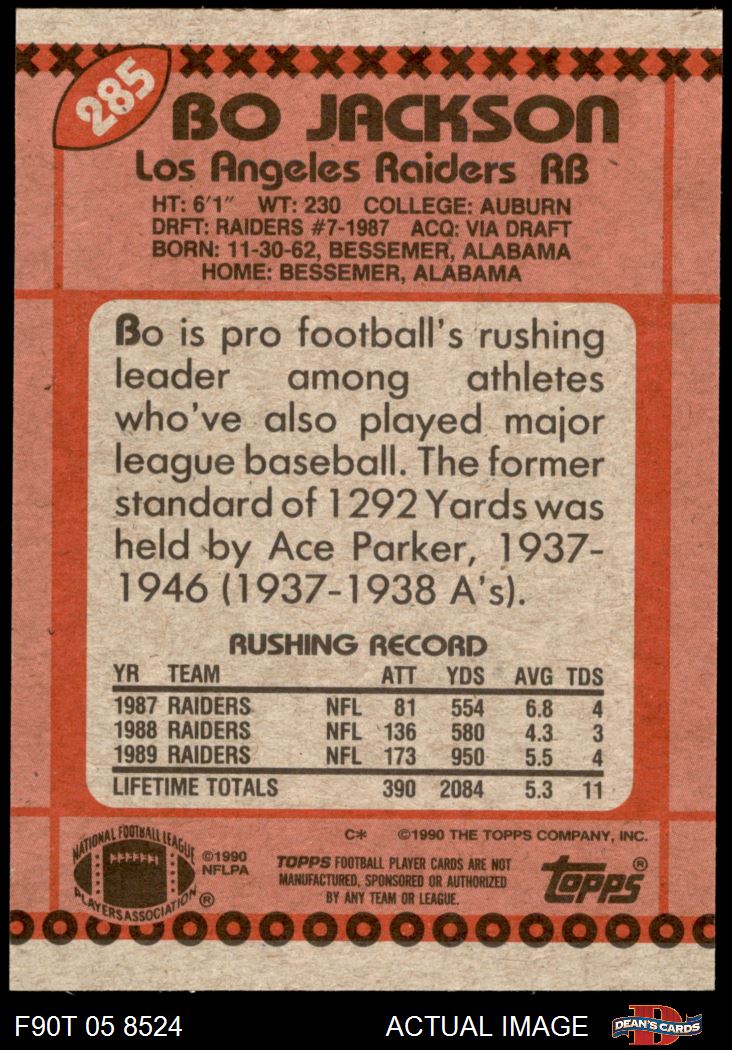 285
BO JACKSON
Los Angeles Raiders RB
HT: 6'1" WT: 230 COLLEGE: AUBURN
DRFT: RAIDERS #7-1987 ACQ: VIA DRAFT
BORN: 11-30-62, BESSEMER, ALABAMA
HOME: BESSEMER, ALABAMA
Bo is pro football's rushing
leader among athletes
who've also played major
league baseball. The former
standard of 1292 Yards was
held by Ace Parker, 1937-
1946 (1937-1938 A's).
RUSHING RECORD
YR TEAM ATT YDS AVG TDS
1987 RAIDERS NFL 81 554 6.8 4
1988 RAIDERS NFL 136 580 4.3 3
1989 RAIDERS NFL 173 950 5.5 4
LIFETIME TOTALS 390 2084 5.3 11
C* ©1990 THE TOPPS COMPANY, INC.
NATIONAL FOOTBALL LEAGUE
PLAYERS ASSOCIATION ®
©1990
NFLPA
TOPPS FOOTBALL PLAYER CARDS ARE NOT
MANUFACTURED, SPONSORED OR AUTHORIZED
BY ANY TEAM OR LEAGUE.
topps®
F90T 05 8524
ACTUAL IMAGE
D
DEAN'S CARDS